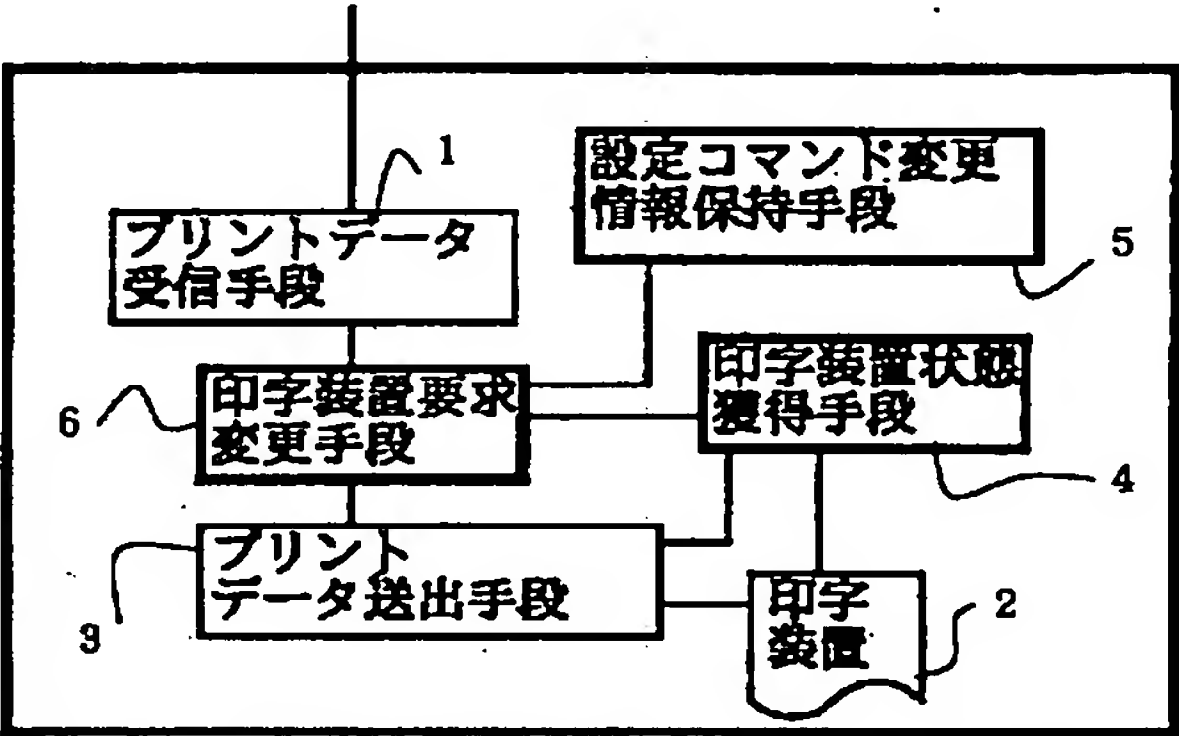 1
プリントデータ
受信手段
設定コマンド変更
情報保持手段
5
印字装置要求
変更手段
6
印字装置状態
獲得手段
4
プリント
データ送出手段
3
印字
装置
2